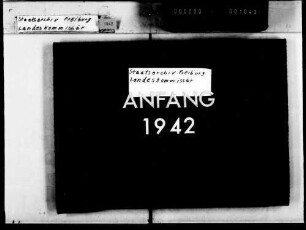 Staatsarchiv Freiburg
Landeskommissär
Staatsarchiv Freiburg
Landeskommissär
ANFANG
1942